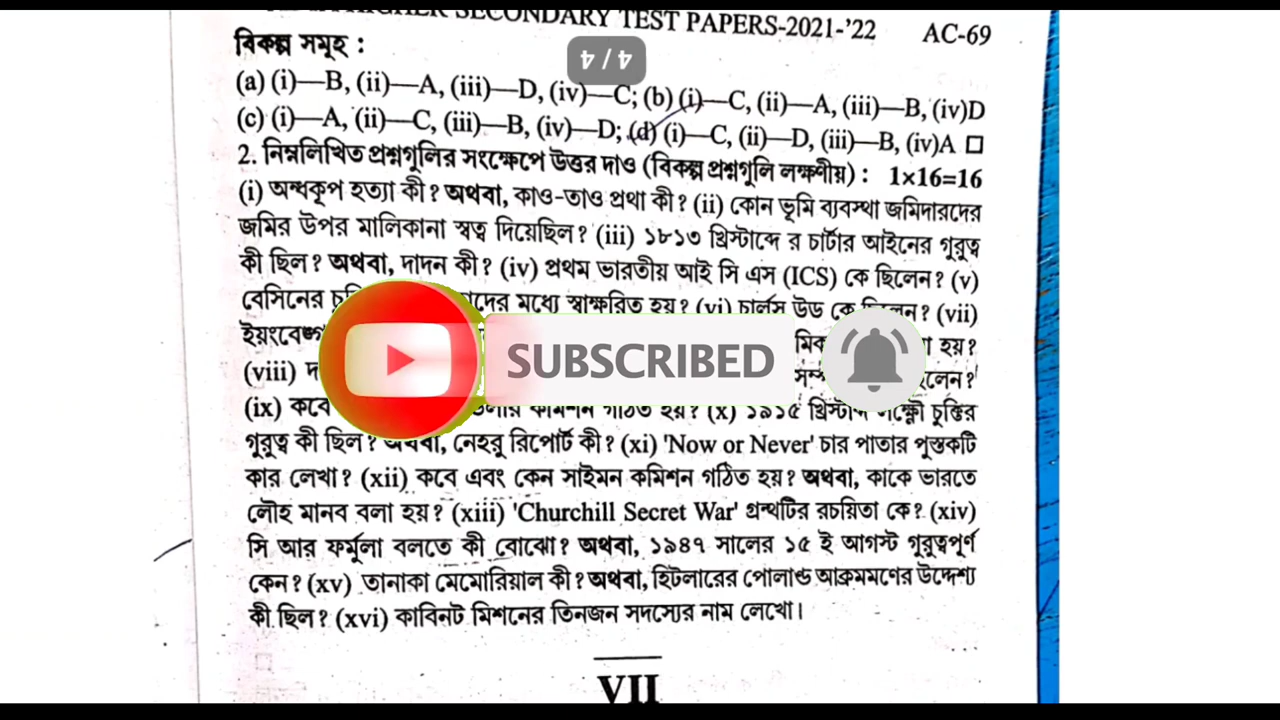 HIGHER SECONDARY TEST PAPERS-2021-'22 AC-69
4/4
বিকল্প সমূহ :
(a) (i)—B, (ii)—A, (iii)—D, (iv)—C; (b) (i)—C, (ii)—A, (iii)—B, (iv)D
(c) (i)—A, (ii)—C, (iii)—B, (iv)—D; (d) (i)—C, (ii)—D, (iii)—B, (iv)A □
2. নিম্নলিখিত প্রশ্নগুলির সংক্ষেপে উত্তর দাও (বিকল্প প্রশ্নগুলি লক্ষণীয়) : 1×16=16
(i) অন্ধকূপ হত্যা কী? অথবা, কাও-তাও প্রথা কী? (ii) কোন ভূমি ব্যবস্থা জমিদারদের
জমির উপর মালিকানা স্বত্ব দিয়েছিল? (iii) ১৮১৩ খ্রিস্টাব্দে র চার্টার আইনের গুরুত্ব
কী ছিল? অথবা, দাদন কী? (iv) প্রথম ভারতীয় আই সি এস (ICS) কে ছিলেন? (v)
বেসিনের মধ্যে স্বাক্ষরিত হয়? (vi) চার্লস উড কে ছিলেন? (vii)
হয়?
SUBSCRIBED
(viii)
(ix) কবে কমিশন গঠিত হয়? (x) ১৯১৫ খ্রিস্টাব্দে লক্ষ্ণৌ চুক্তির
গুরুত্ব কী ছিল? অথবা, নেহরু রিপোর্ট কী? (xi) 'Now or Never' চার পাতার পুস্তকটি
কার লেখা? (xii) কবে এবং কেন সাইমন কমিশন গঠিত হয়? অথবা, কাকে ভারতে
লৌহ মানব বলা হয়? (xiii) 'Churchill Secret War' গ্রন্থটির রচয়িতা কে? (xiv)
সি আর ফর্মুলা বলতে কী বোঝো? অথবা, ১৯৪৭ সালের ১৫ ই আগস্ট গুরুত্বপূর্ণ
কেন? (xv) তানাকা মেমোরিয়াল কী? অথবা, হিটলারের পোলান্ড আক্রমমণের উদ্দেশ্য
কী ছিল? (xvi) কাবিনট মিশনের তিনজন সদস্যের নাম লেখো।
VII